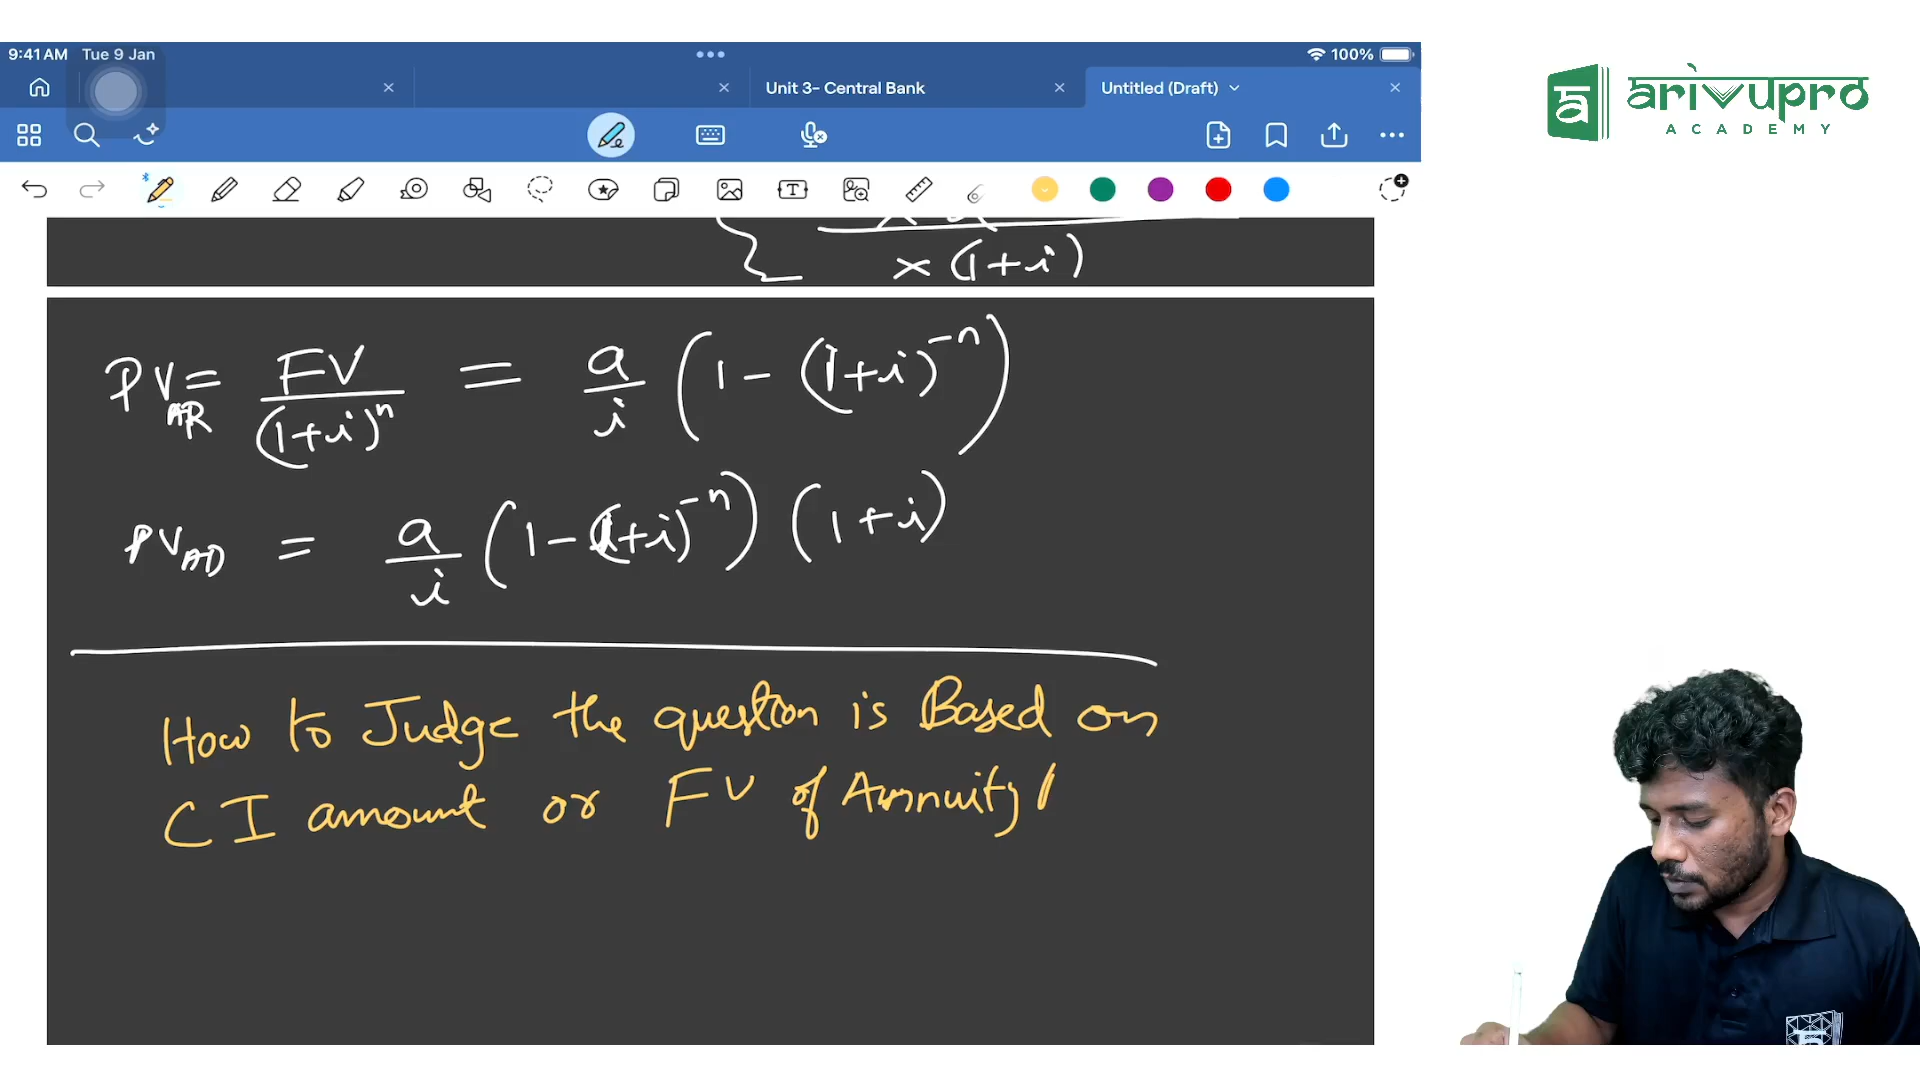 9:41 AM Tue 9 Jan
100%
Unit 3- Central Bank
Untitled (Draft)
arivupro
ACADEMY
× (1+i)
PV_AR = FV/(1+i)^n = a/i (1 - (1+i)^-n)
PV_AD = a/i (1 - (1+i)^-n) (1+i)
How to Judge the question is Based on
CI amount or FV of Annuity